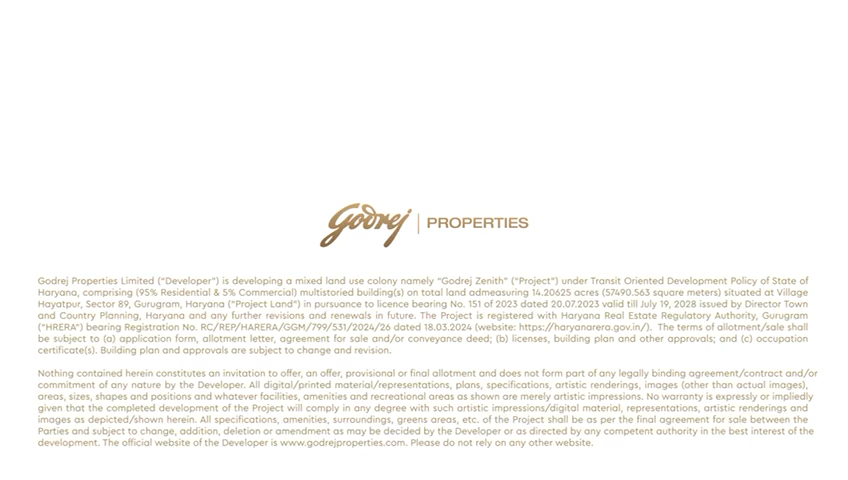 Godrej | PROPERTIES
Godrej Properties Limited (“Developer”) is developing a mixed land use colony namely “Godrej Zenith” (“Project”) under Transit Oriented Development Policy of State of
Haryana, comprising (95% Residential & 5% Commercial) multistoried building(s) on total land admeasuring 14.20625 acres (57490.563 square meters) situated at Village
Hayatpur, Sector 89, Gurugram, Haryana (“Project Land”) in pursuance to licence bearing No. 151 of 2023 dated 20.07.2023 valid till July 19, 2028 issued by Director Town
and Country Planning, Haryana and any further revisions and renewals in future. The Project is registered with Haryana Real Estate Regulatory Authority, Gurugram
(“HRERA”) bearing Registration No. RC/REP/HARERA/GGM/799/531/2024/26 dated 18.03.2024 (website: https://haryanarera.gov.in/). The terms of allotment/sale shall
be subject to (a) application form, allotment letter, agreement for sale and/or conveyance deed; (b) licenses, building plan and other approvals; and (c) occupation
certificate(s). Building plan and approvals are subject to change and revision.
Nothing contained herein constitutes an invitation to offer, an offer, provisional or final allotment and does not form part of any legally binding agreement/contract and/or
commitment of any nature by the Developer. All digital/printed material/representations, plans, specifications, artistic renderings, images (other than actual images),
areas, sizes, shapes and positions and whatever facilities, amenities and recreational areas as shown are merely artistic impressions. No warranty is expressly or impliedly
given that the completed development of the Project will comply in any degree with such artistic impressions/digital material, representations, artistic renderings and
images as depicted/shown herein. All specifications, amenities, surroundings, greens areas, etc. of the Project shall be as per the final agreement for sale between the
Parties and subject to change, addition, deletion or amendment as may be decided by the Developer or as directed by any competent authority in the best interest of the
development. The official website of the Developer is www.godrejproperties.com. Please do not rely on any other website.